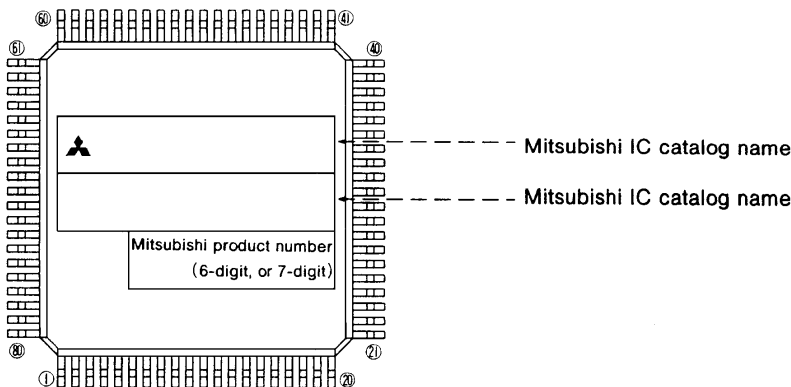 60 41
61 40
Mitsubishi IC catalog name
Mitsubishi IC catalog name
Mitsubishi product number
(6-digit, or 7-digit)
80 21
1 20